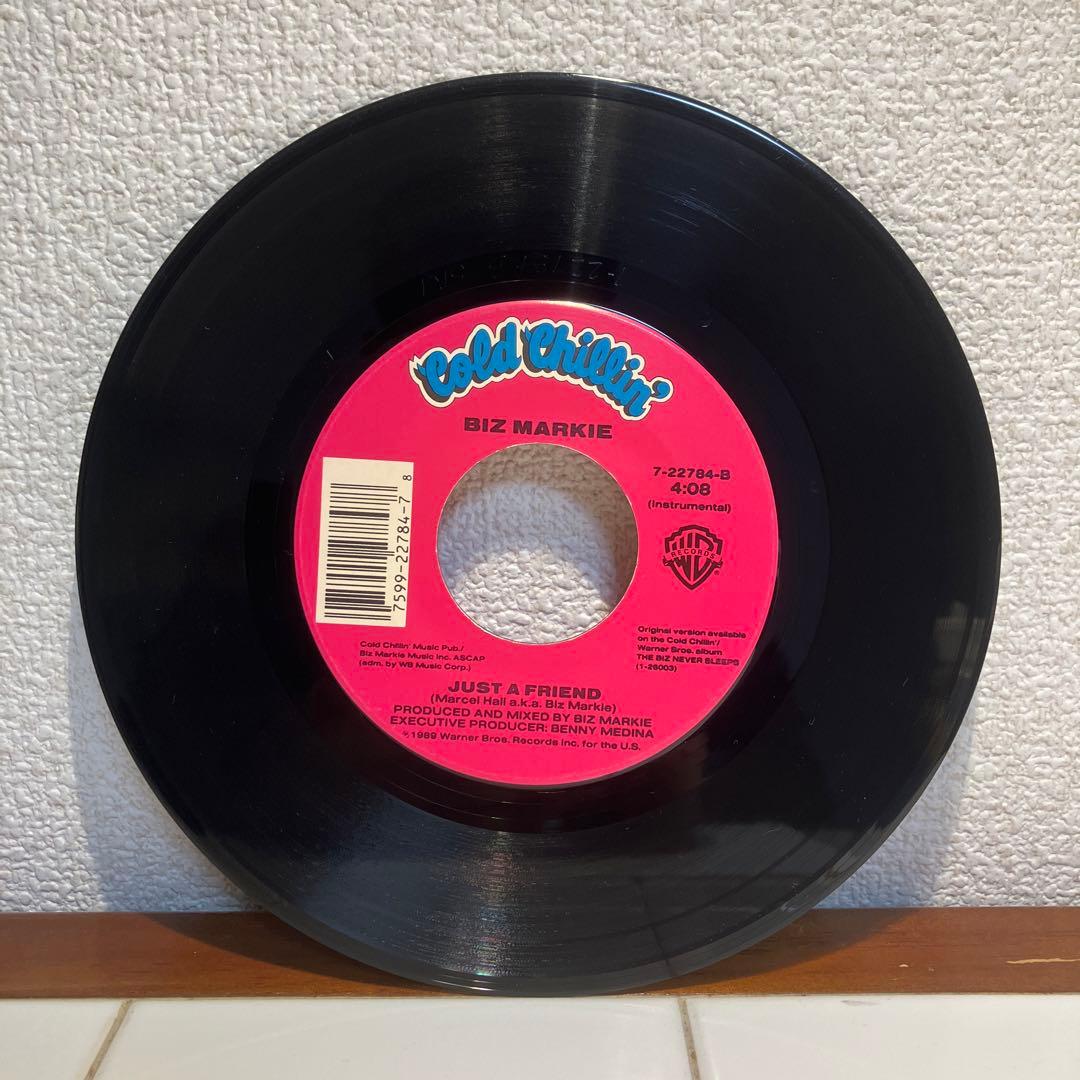 'Cold Chillin'
BIZ MARKIE
7-22784-B
4:08
(instrumental)
WB
RECORDS
®
8
7599-22784-7
Cold Chillin' Music Pub./
Biz Markie Music Inc. ASCAP
(adm. by WB Music Corp.)
Original version available
on the Cold Chillin'/
Warner Bros. album
THE BIZ NEVER SLEEPS
(1-26003)
JUST A FRIEND
(Marcel Hall a.k.a. Biz Markie)
PRODUCED AND MIXED BY BIZ MARKIE
EXECUTIVE PRODUCER: BENNY MEDINA
℗1989 Warner Bros. Records Inc. for the U.S.